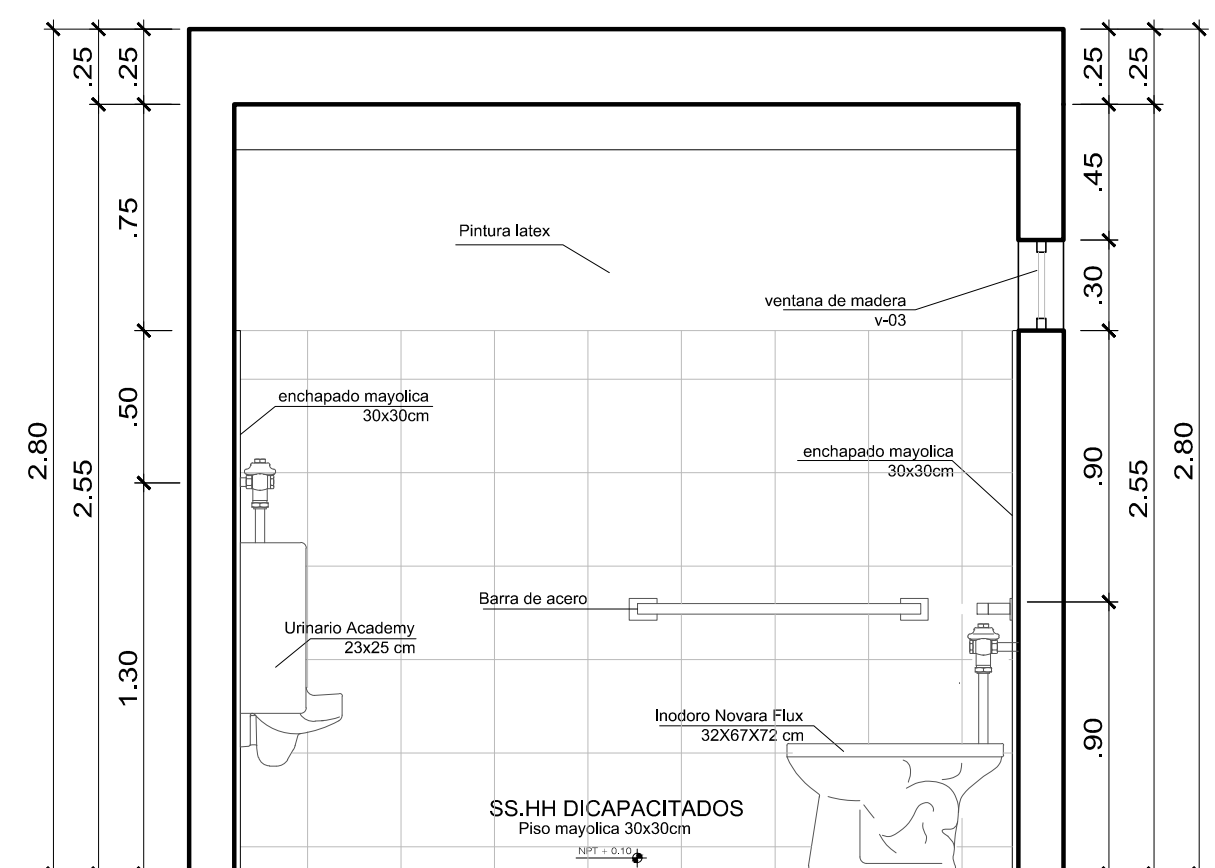 .25
.25
.25
.25
.75
.45
Pintura latex
.30
ventana de madera
v-03
enchapado mayolica
30x30cm
.50
2.80
2.55
enchapado mayolica
30x30cm
.90
2.55
2.80
Barra de acero
Urinario Academy
23x25 cm
1.30
Inodoro Novara Flux
32X67X72 cm
.90
SS.HH DICAPACITADOS
Piso mayolica 30x30cm
NPT + 0.10